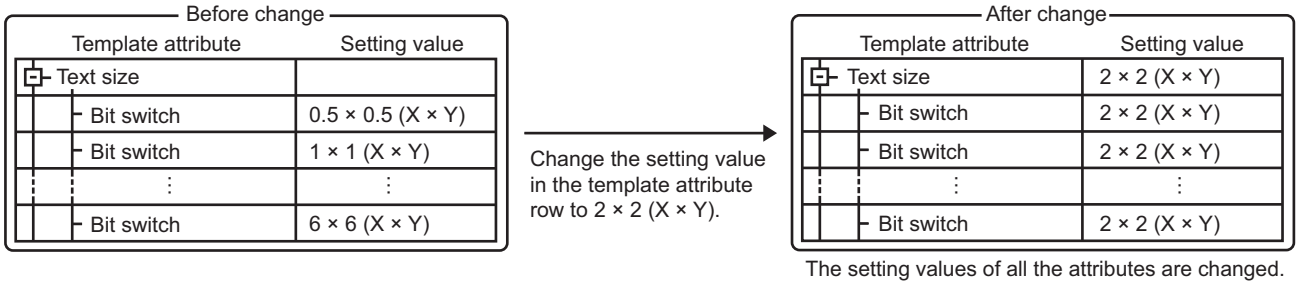 Before change
Template attribute Setting value
Text size
Bit switch 0.5 × 0.5 (X × Y)
Bit switch 1 × 1 (X × Y)
⋮ ⋮
Bit switch 6 × 6 (X × Y)
Change the setting value
in the template attribute
row to 2 × 2 (X × Y).
After change
Template attribute Setting value
Text size 2 × 2 (X × Y)
Bit switch 2 × 2 (X × Y)
Bit switch 2 × 2 (X × Y)
⋮ ⋮
Bit switch 2 × 2 (X × Y)
The setting values of all the attributes are changed.